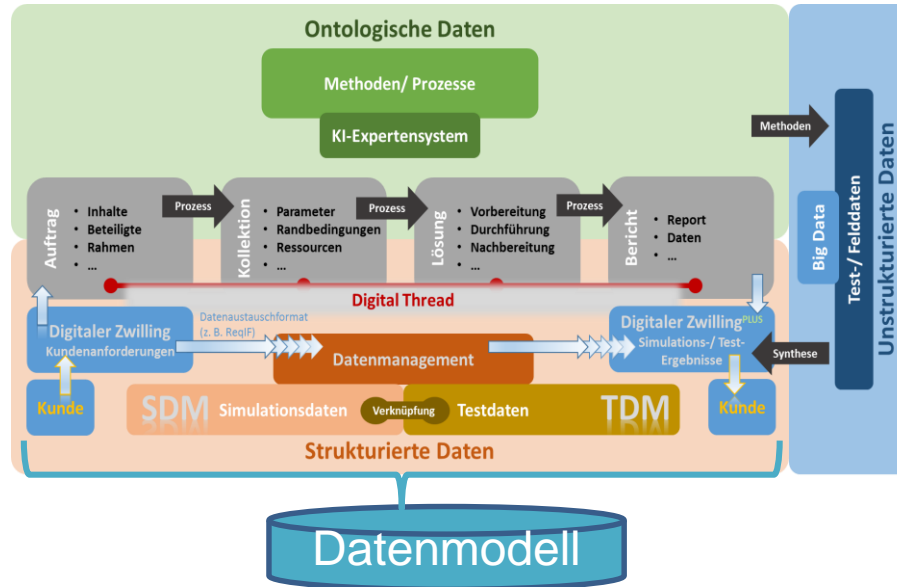 Ontologische Daten
Methoden/ Prozesse
KI-Expertensystem
Methoden
Auftrag
• Inhalte
• Beteiligte
• Rahmen
• ...
Prozess
Kollektion
• Parameter
• Randbedingungen
• Ressourcen
• ...
Prozess
Lösung
• Vorbereitung
• Durchführung
• Nachbereitung
• ...
Prozess
Bericht
• Report
• Daten
• ...
Big Data
Test-/ Felddaten
Unstrukturierte Daten
Digital Thread
Digitaler Zwilling
Kundenanforderungen
Datenaustauschformat
(z. B. ReqIF)
Datenmanagement
Digitaler Zwilling PLUS
Simulations-/ Test-
Ergebnisse
Synthese
Kunde
SDM Simulationsdaten
Verknüpfung
Testdaten TDM
Kunde
Strukturierte Daten
Datenmodell